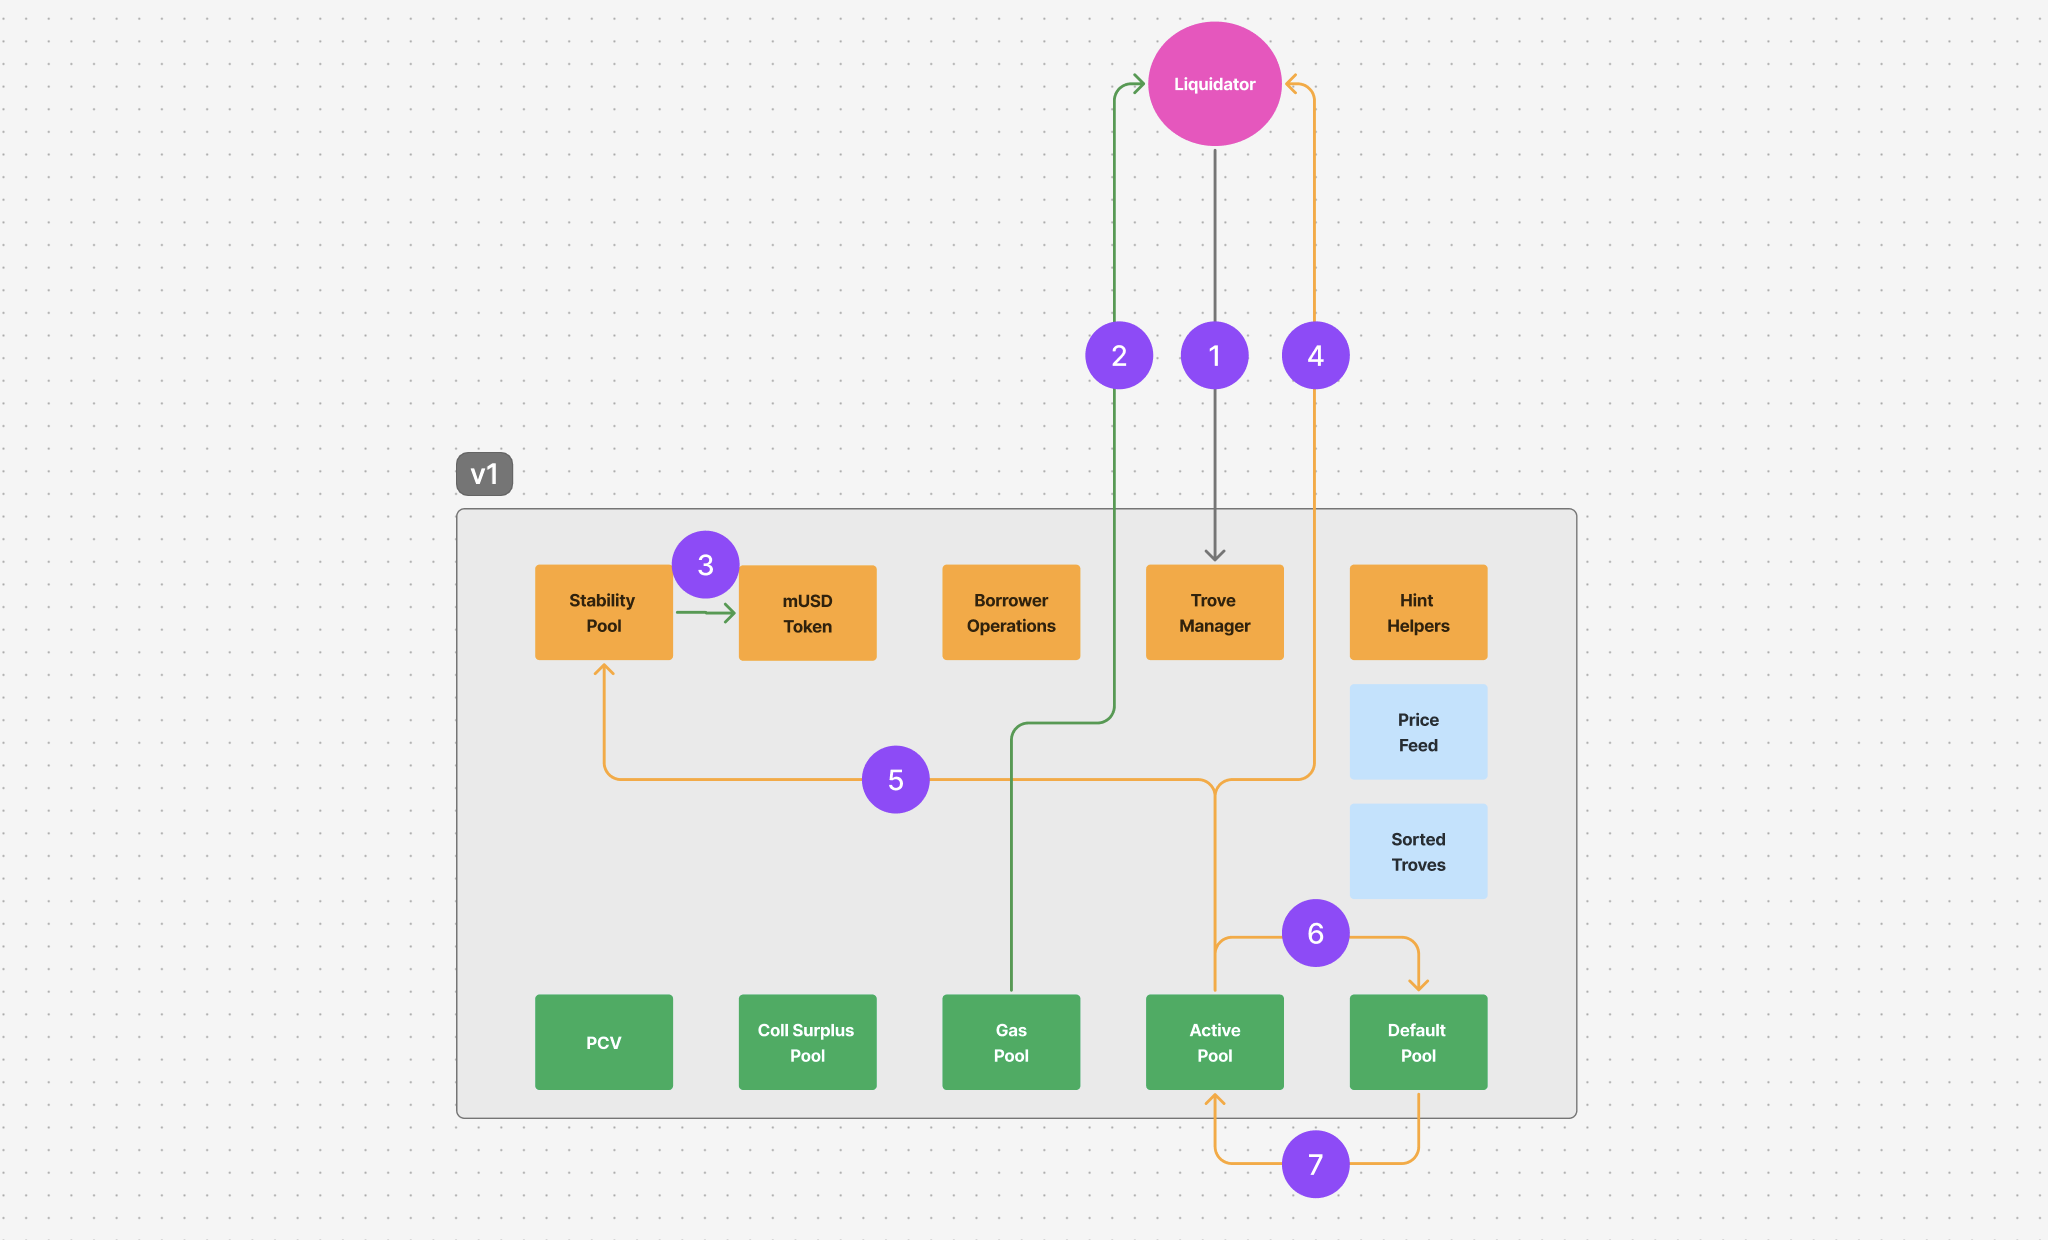 Liquidator
2
1
4
v1
3
Stability
Pool
mUSD
Token
Borrower
Operations
Trove
Manager
Hint
Helpers
Price
Feed
5
Sorted
Troves
6
PCV
Coll Surplus
Pool
Gas
Pool
Active
Pool
Default
Pool
7